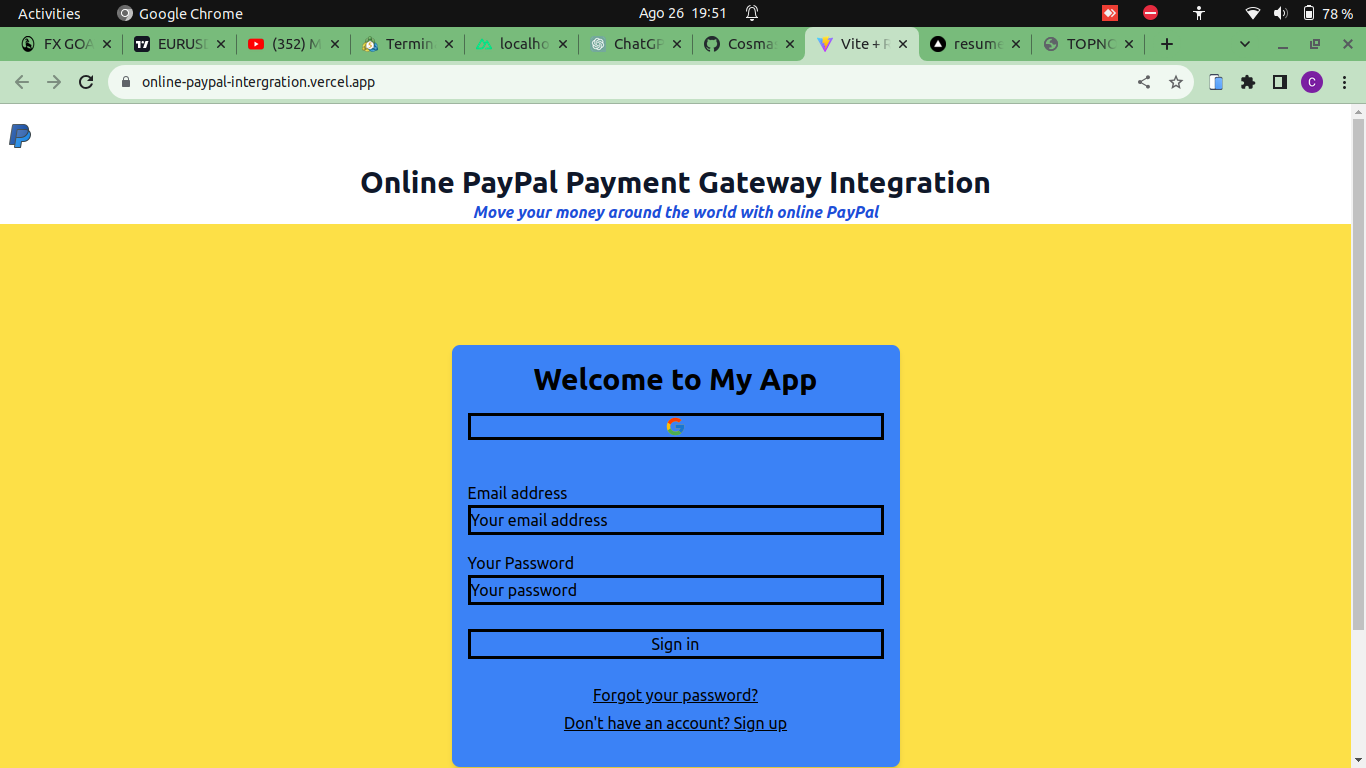 Activities Google Chrome Ago 26 19:51 78 %
FX GOA EURUSD (352) M Termin localho ChatGP Cosma Vite + R resume TOPNO
online-paypal-intergration.vercel.app C
Online PayPal Payment Gateway Integration
Move your money around the world with online PayPal
Welcome to My App
Email address
Your email address
Your Password
Your password
Sign in
Forgot your password?
Don't have an account? Sign up